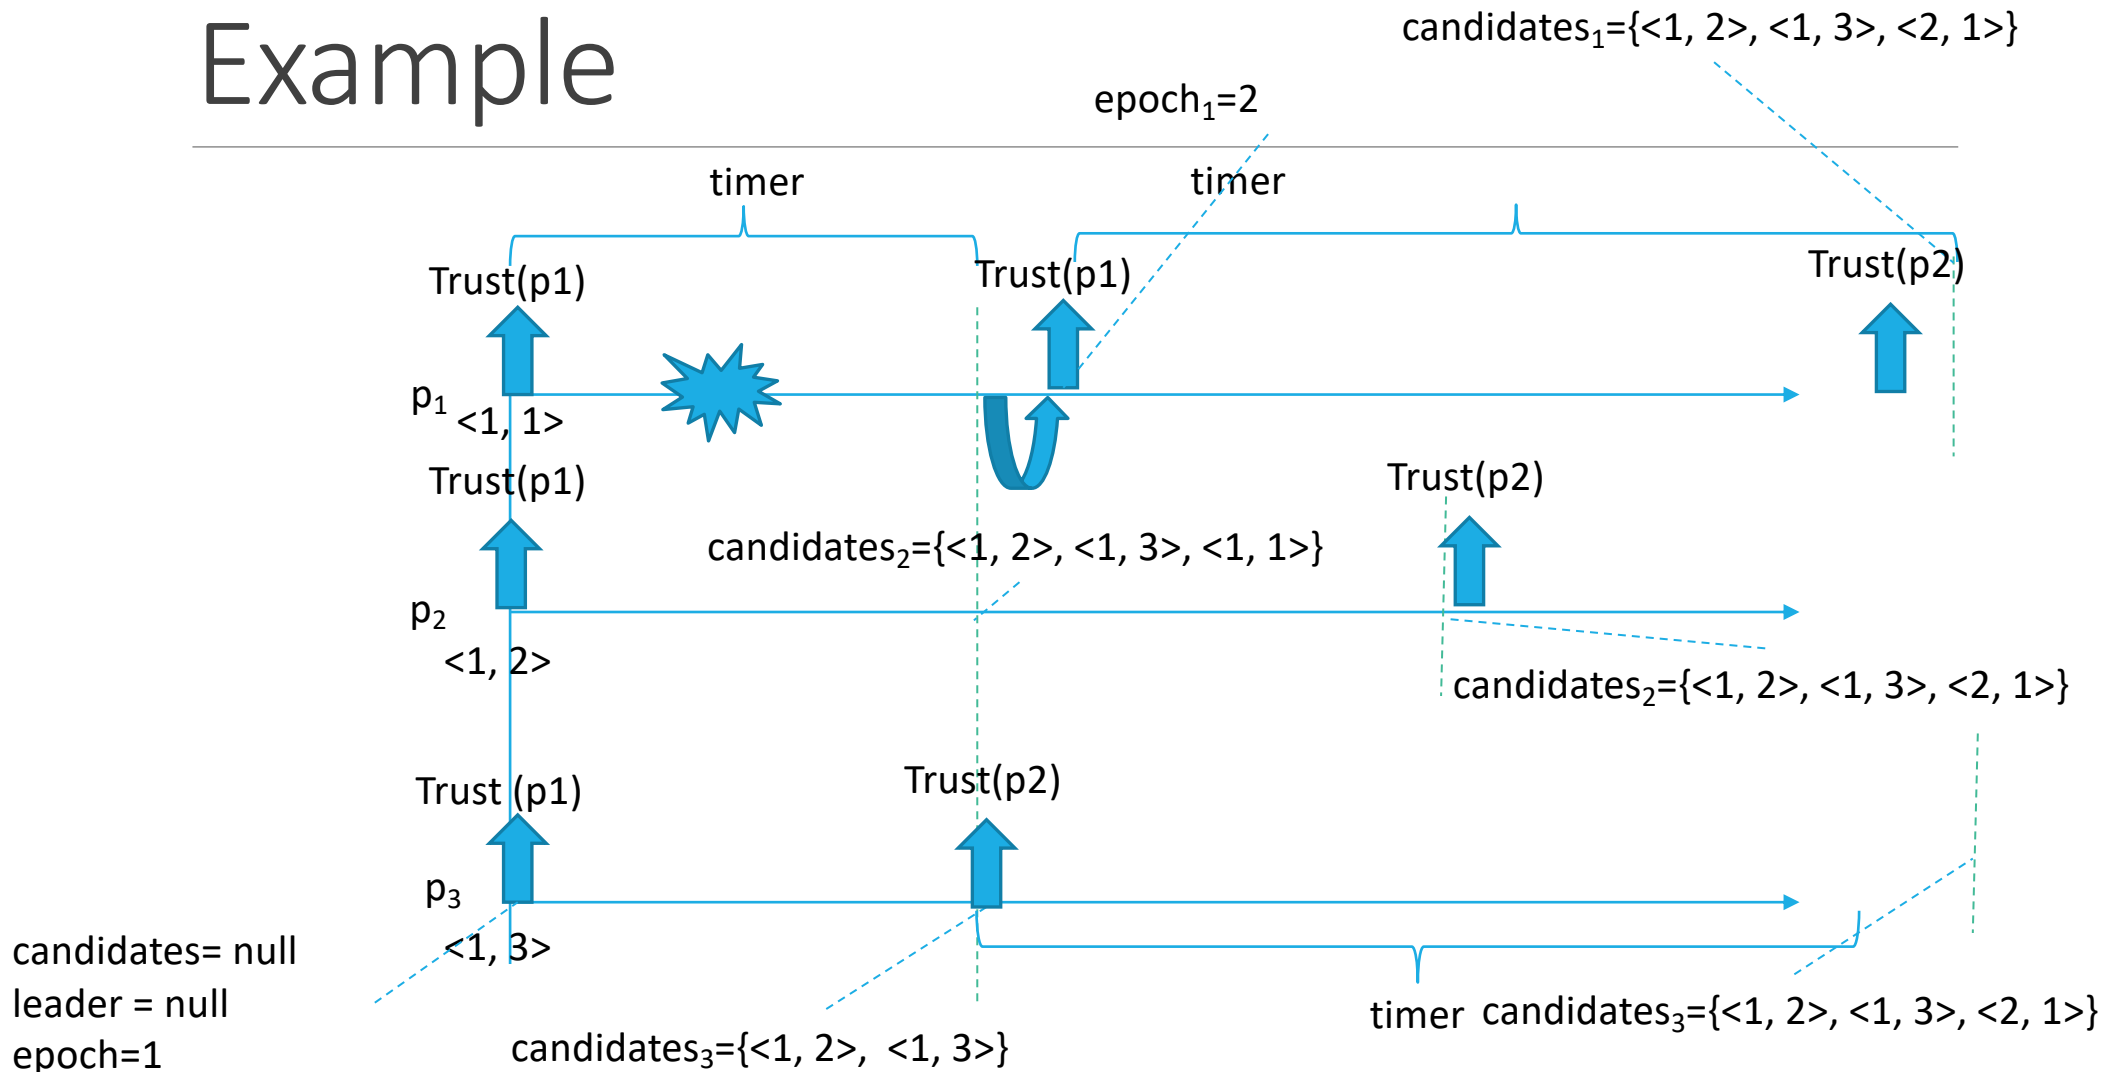 Example
candidates₁={<1, 2>, <1, 3>, <2, 1>}
epoch₁=2
timer
timer
Trust(p1)
Trust(p1)
Trust(p2)
p₁
<1, 1>
Trust(p1)
Trust(p2)
candidates₂={<1, 2>, <1, 3>, <1, 1>}
p₂
<1, 2>
candidates₂={<1, 2>, <1, 3>, <2, 1>}
Trust (p1)
Trust(p2)
p₃
<1, 3>
candidates= null
leader = null
epoch=1
candidates₃={<1, 2>, <1, 3>}
timer
candidates₃={<1, 2>, <1, 3>, <2, 1>}